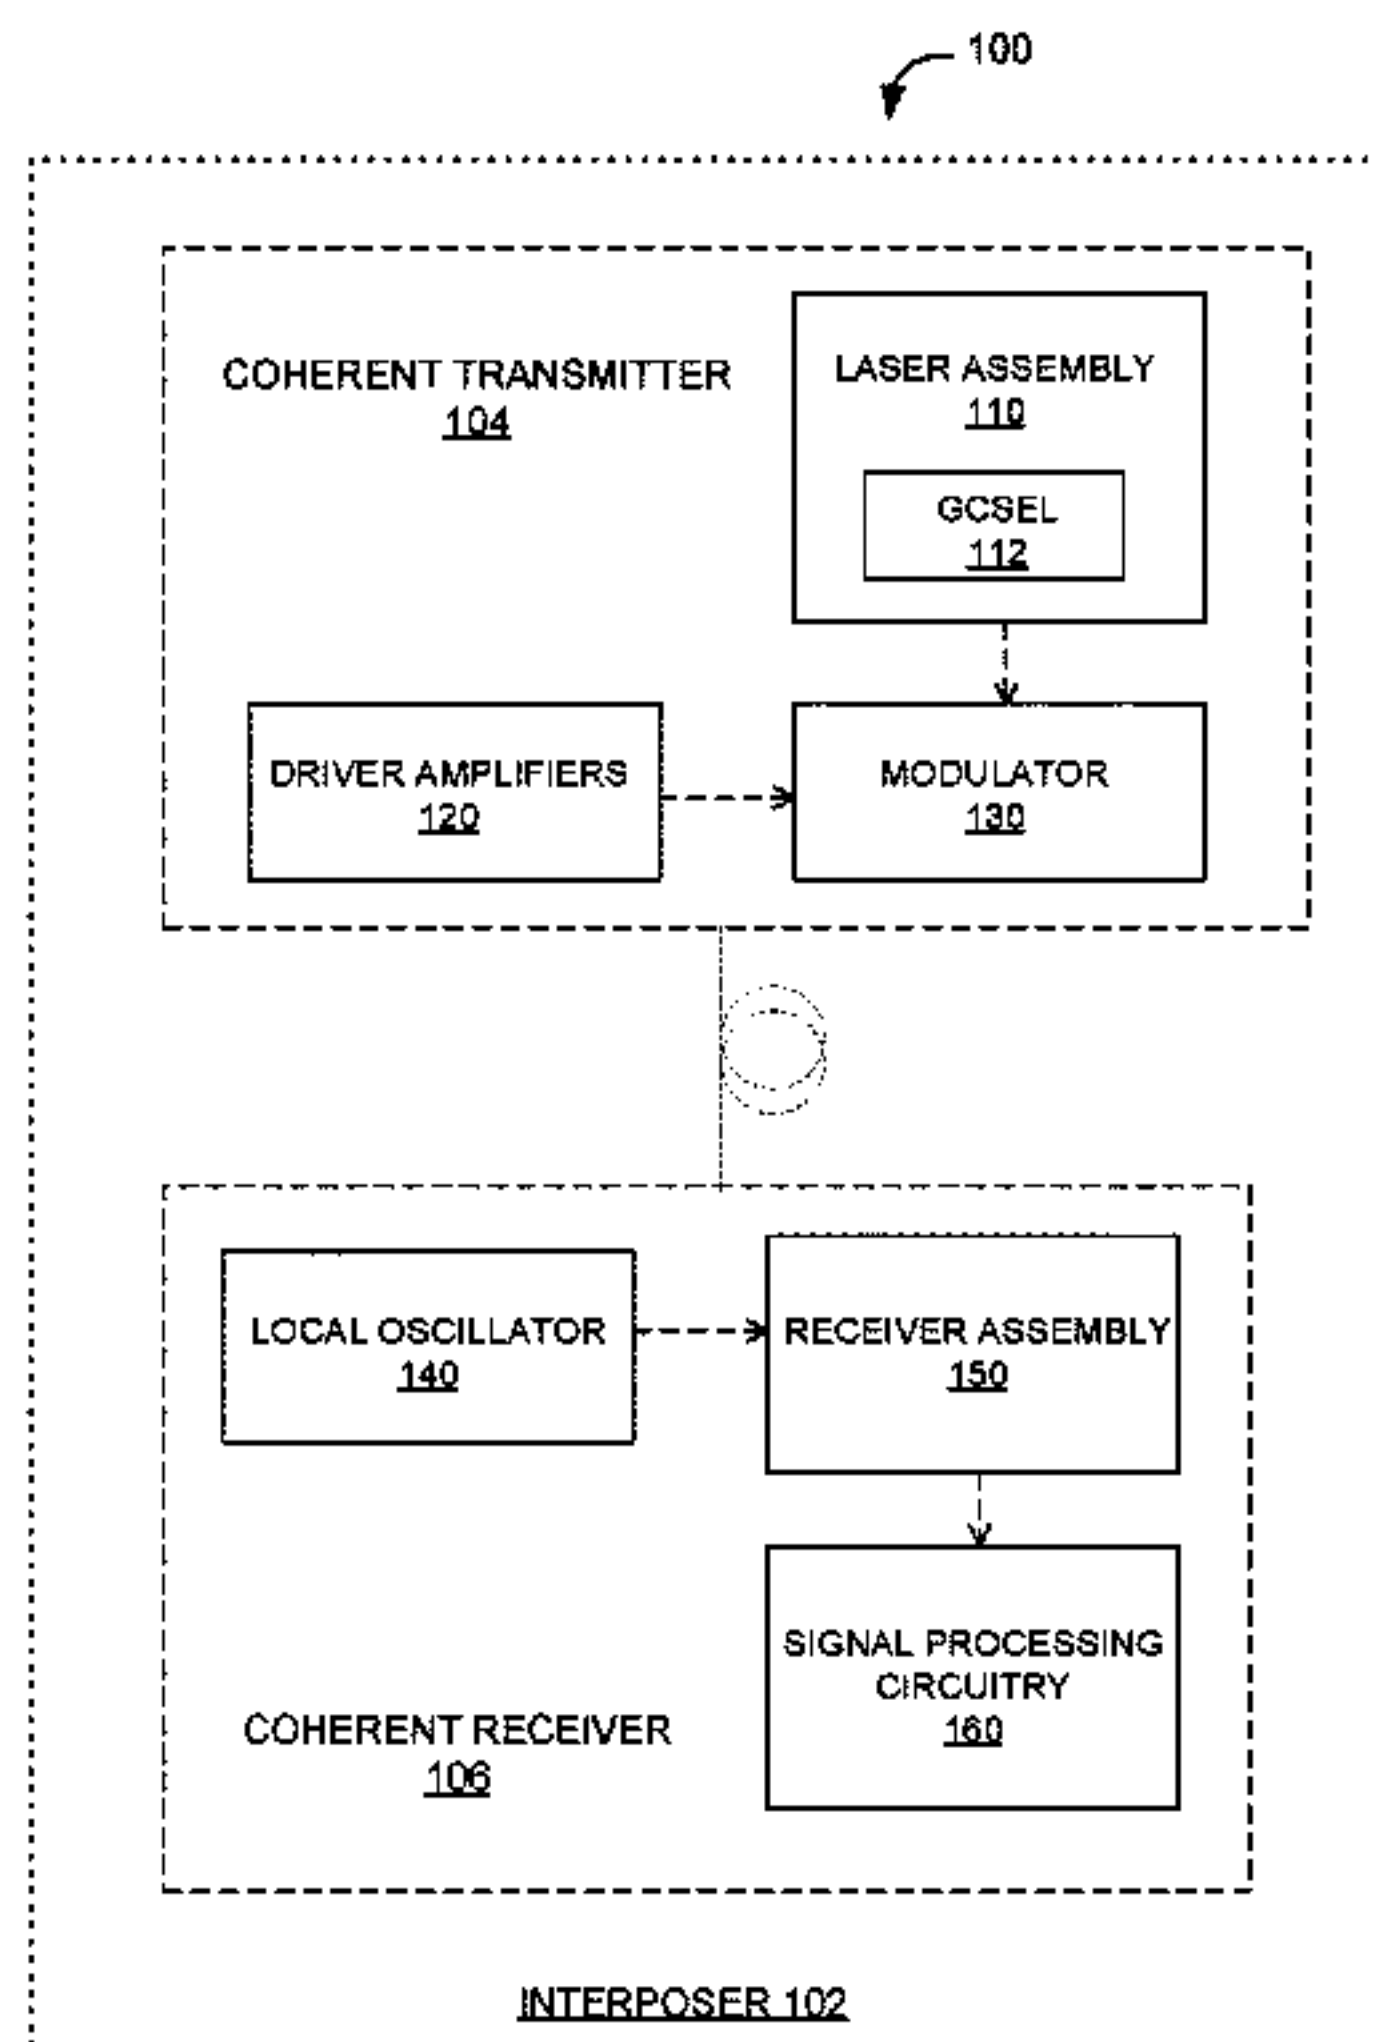 100
COHERENT TRANSMITTER
104
LASER ASSEMBLY
110
GCSEL
112
DRIVER AMPLIFIERS
120
MODULATOR
130
LOCAL OSCILLATOR
140
RECEIVER ASSEMBLY
150
SIGNAL PROCESSING
CIRCUITRY
160
COHERENT RECEIVER
106
INTERPOSER 102